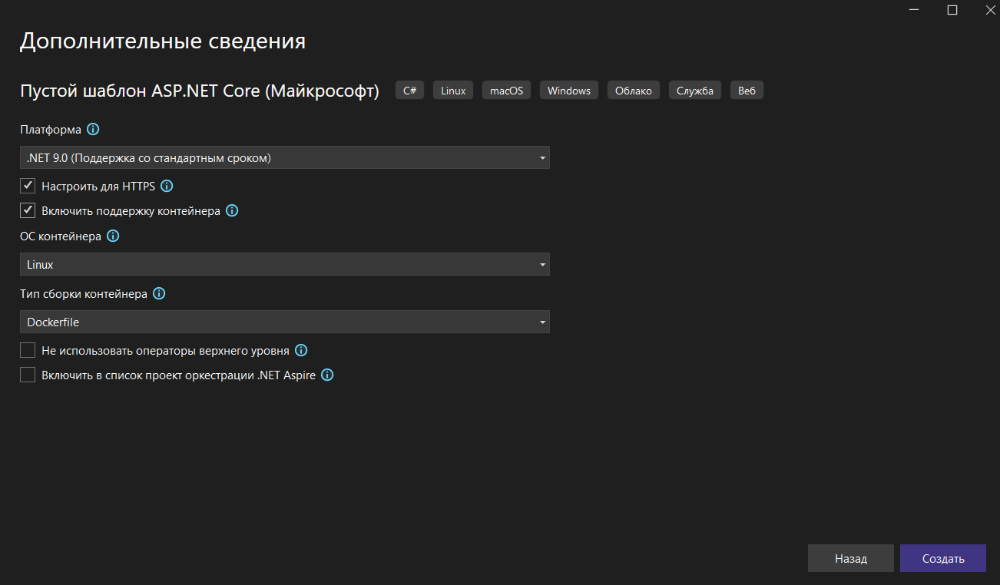 Дополнительные сведения
Пустой шаблон ASP.NET Core (Майкрософт) C# Linux macOS Windows Облако Служба Веб
Платформа
.NET 9.0 (Поддержка со стандартным сроком)
Настроить для HTTPS
Включить поддержку контейнера
ОС контейнера
Linux
Тип сборки контейнера
Dockerfile
Не использовать операторы верхнего уровня
Включить в список проект оркестрации .NET Aspire
Назад Создать